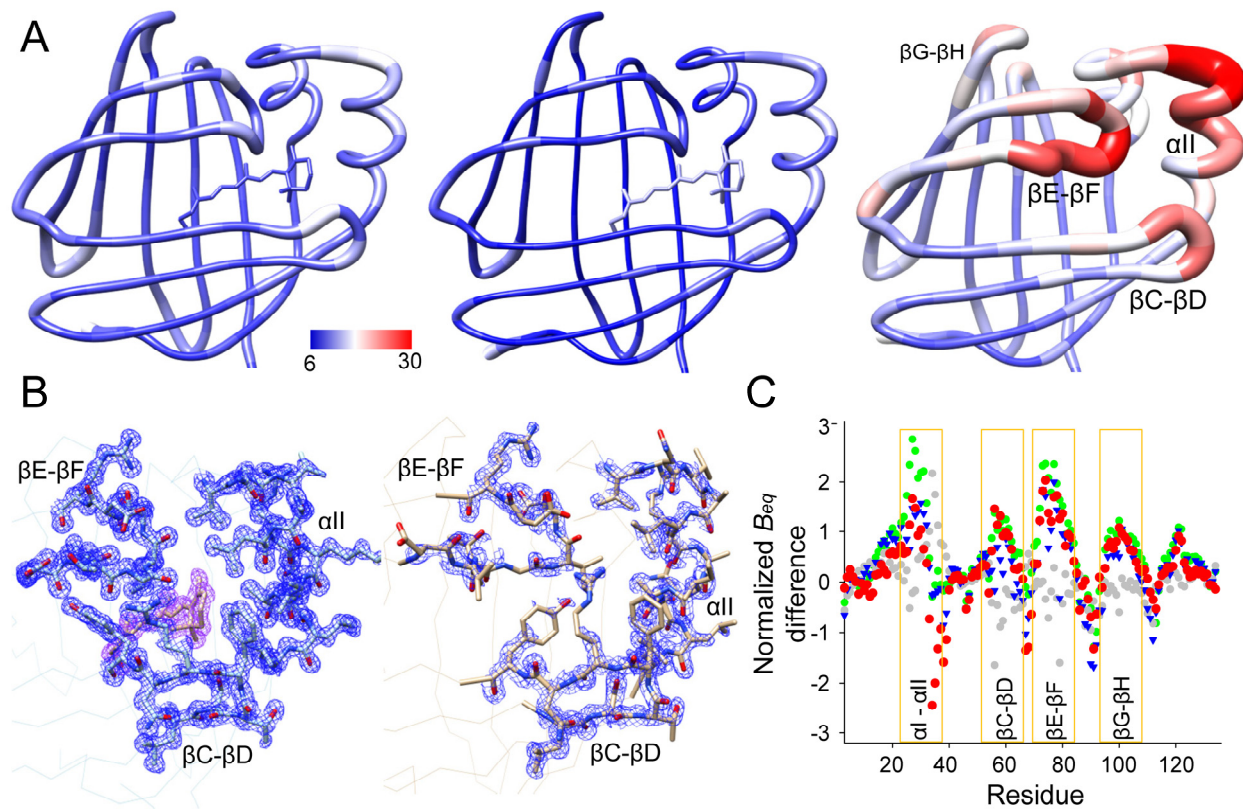 A
βG-βH
αII
βE-βF
βC-βD
6
30
B
βE-βF
αII
βC-βD
βE-βF
αII
βC-βD
C
Normalized Beq
difference
3
2
1
0
-1
-2
-3
αI - αII
βC-βD
βE-βF
βG-βH
20
40
60
80
100
120
Residue